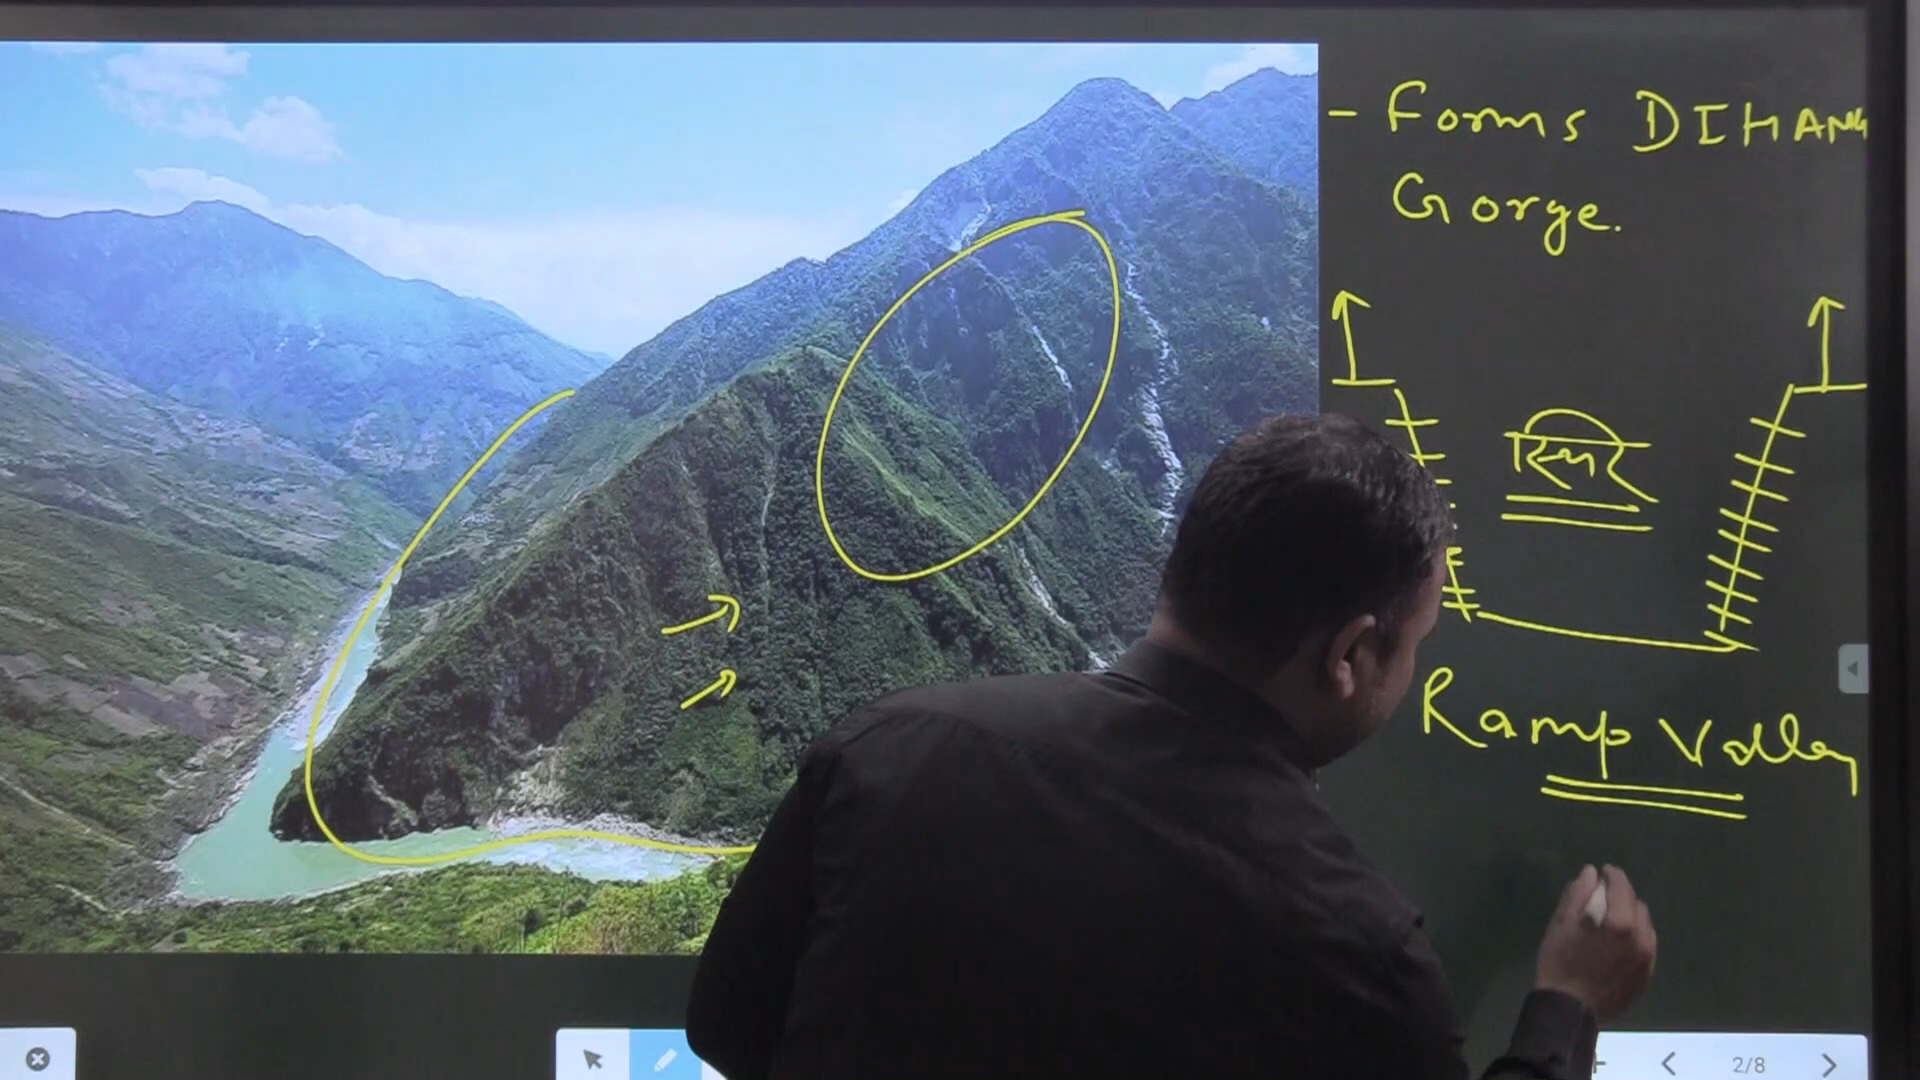 - Forms DIHANG
Gorge.
स्थिर
Ramp Valley
2/8